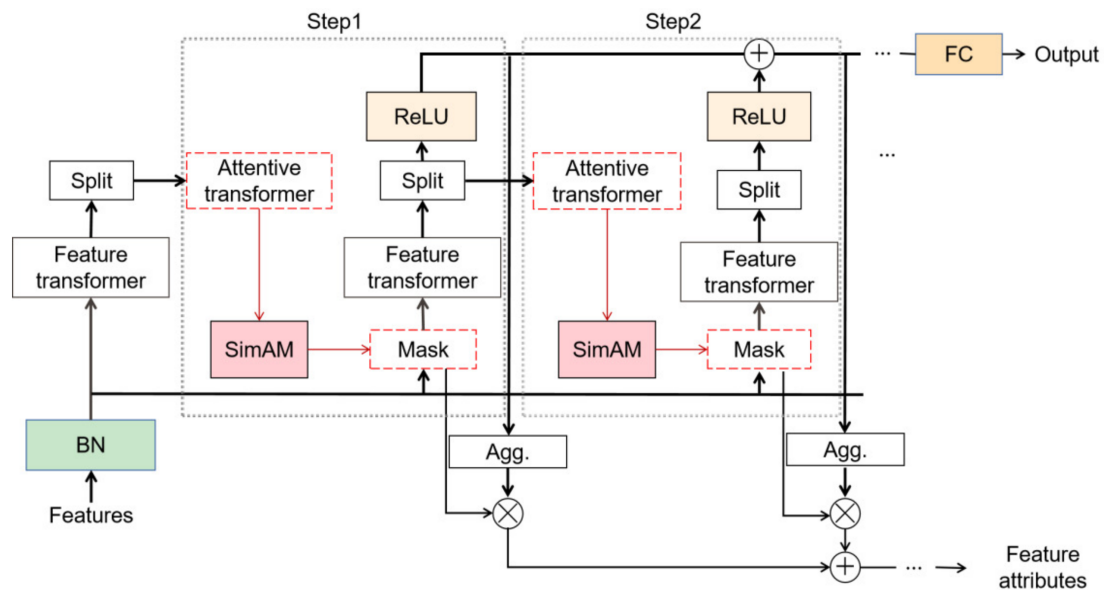 Step1
Step2
...
FC
Output
ReLU
ReLU
...
Split
Attentive
transformer
Split
Attentive
transformer
Split
Feature
transformer
Feature
transformer
Feature
transformer
SimAM
Mask
SimAM
Mask
BN
Agg.
Agg.
Features
...
Feature
attributes